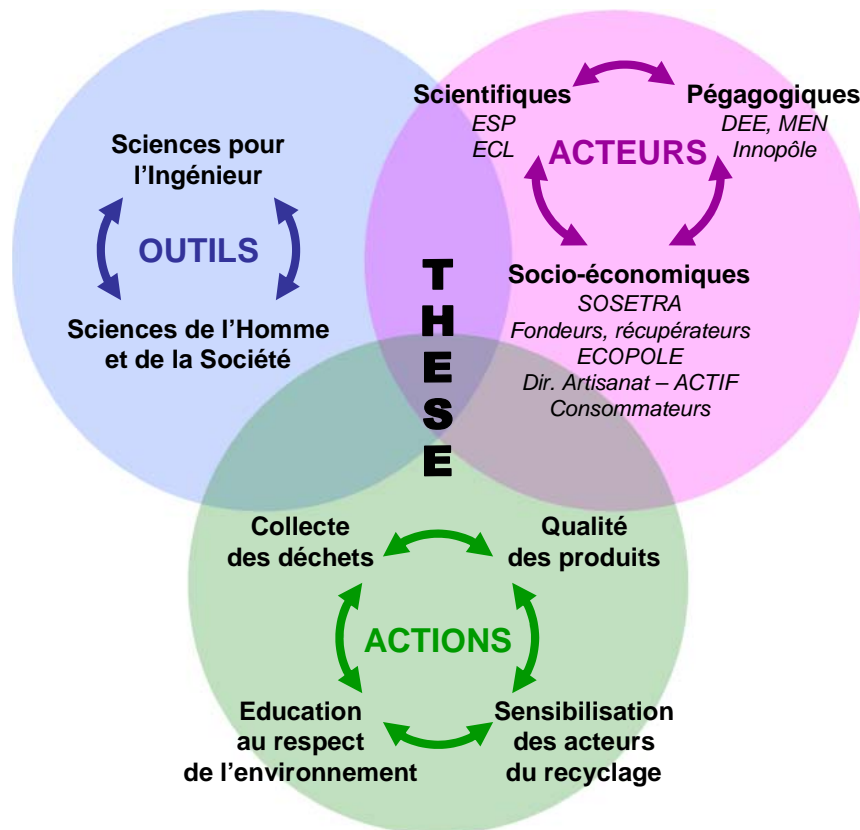 Scientifiques
ESP
ECL
Pégagogiques
DEE, MEN
Innopôle
ACTEURS
Sciences pour
l'Ingénieur
OUTILS
Sciences de l'Homme
et de la Société
Socio-économiques
SOSETRA
Fondeurs, récupérateurs
ECOPOLE
Dir. Artisanat – ACTIF
Consommateurs
THESE
Collecte
des déchets
Qualité
des produits
ACTIONS
Education
au respect
de l'environnement
Sensibilisation
des acteurs
du recyclage